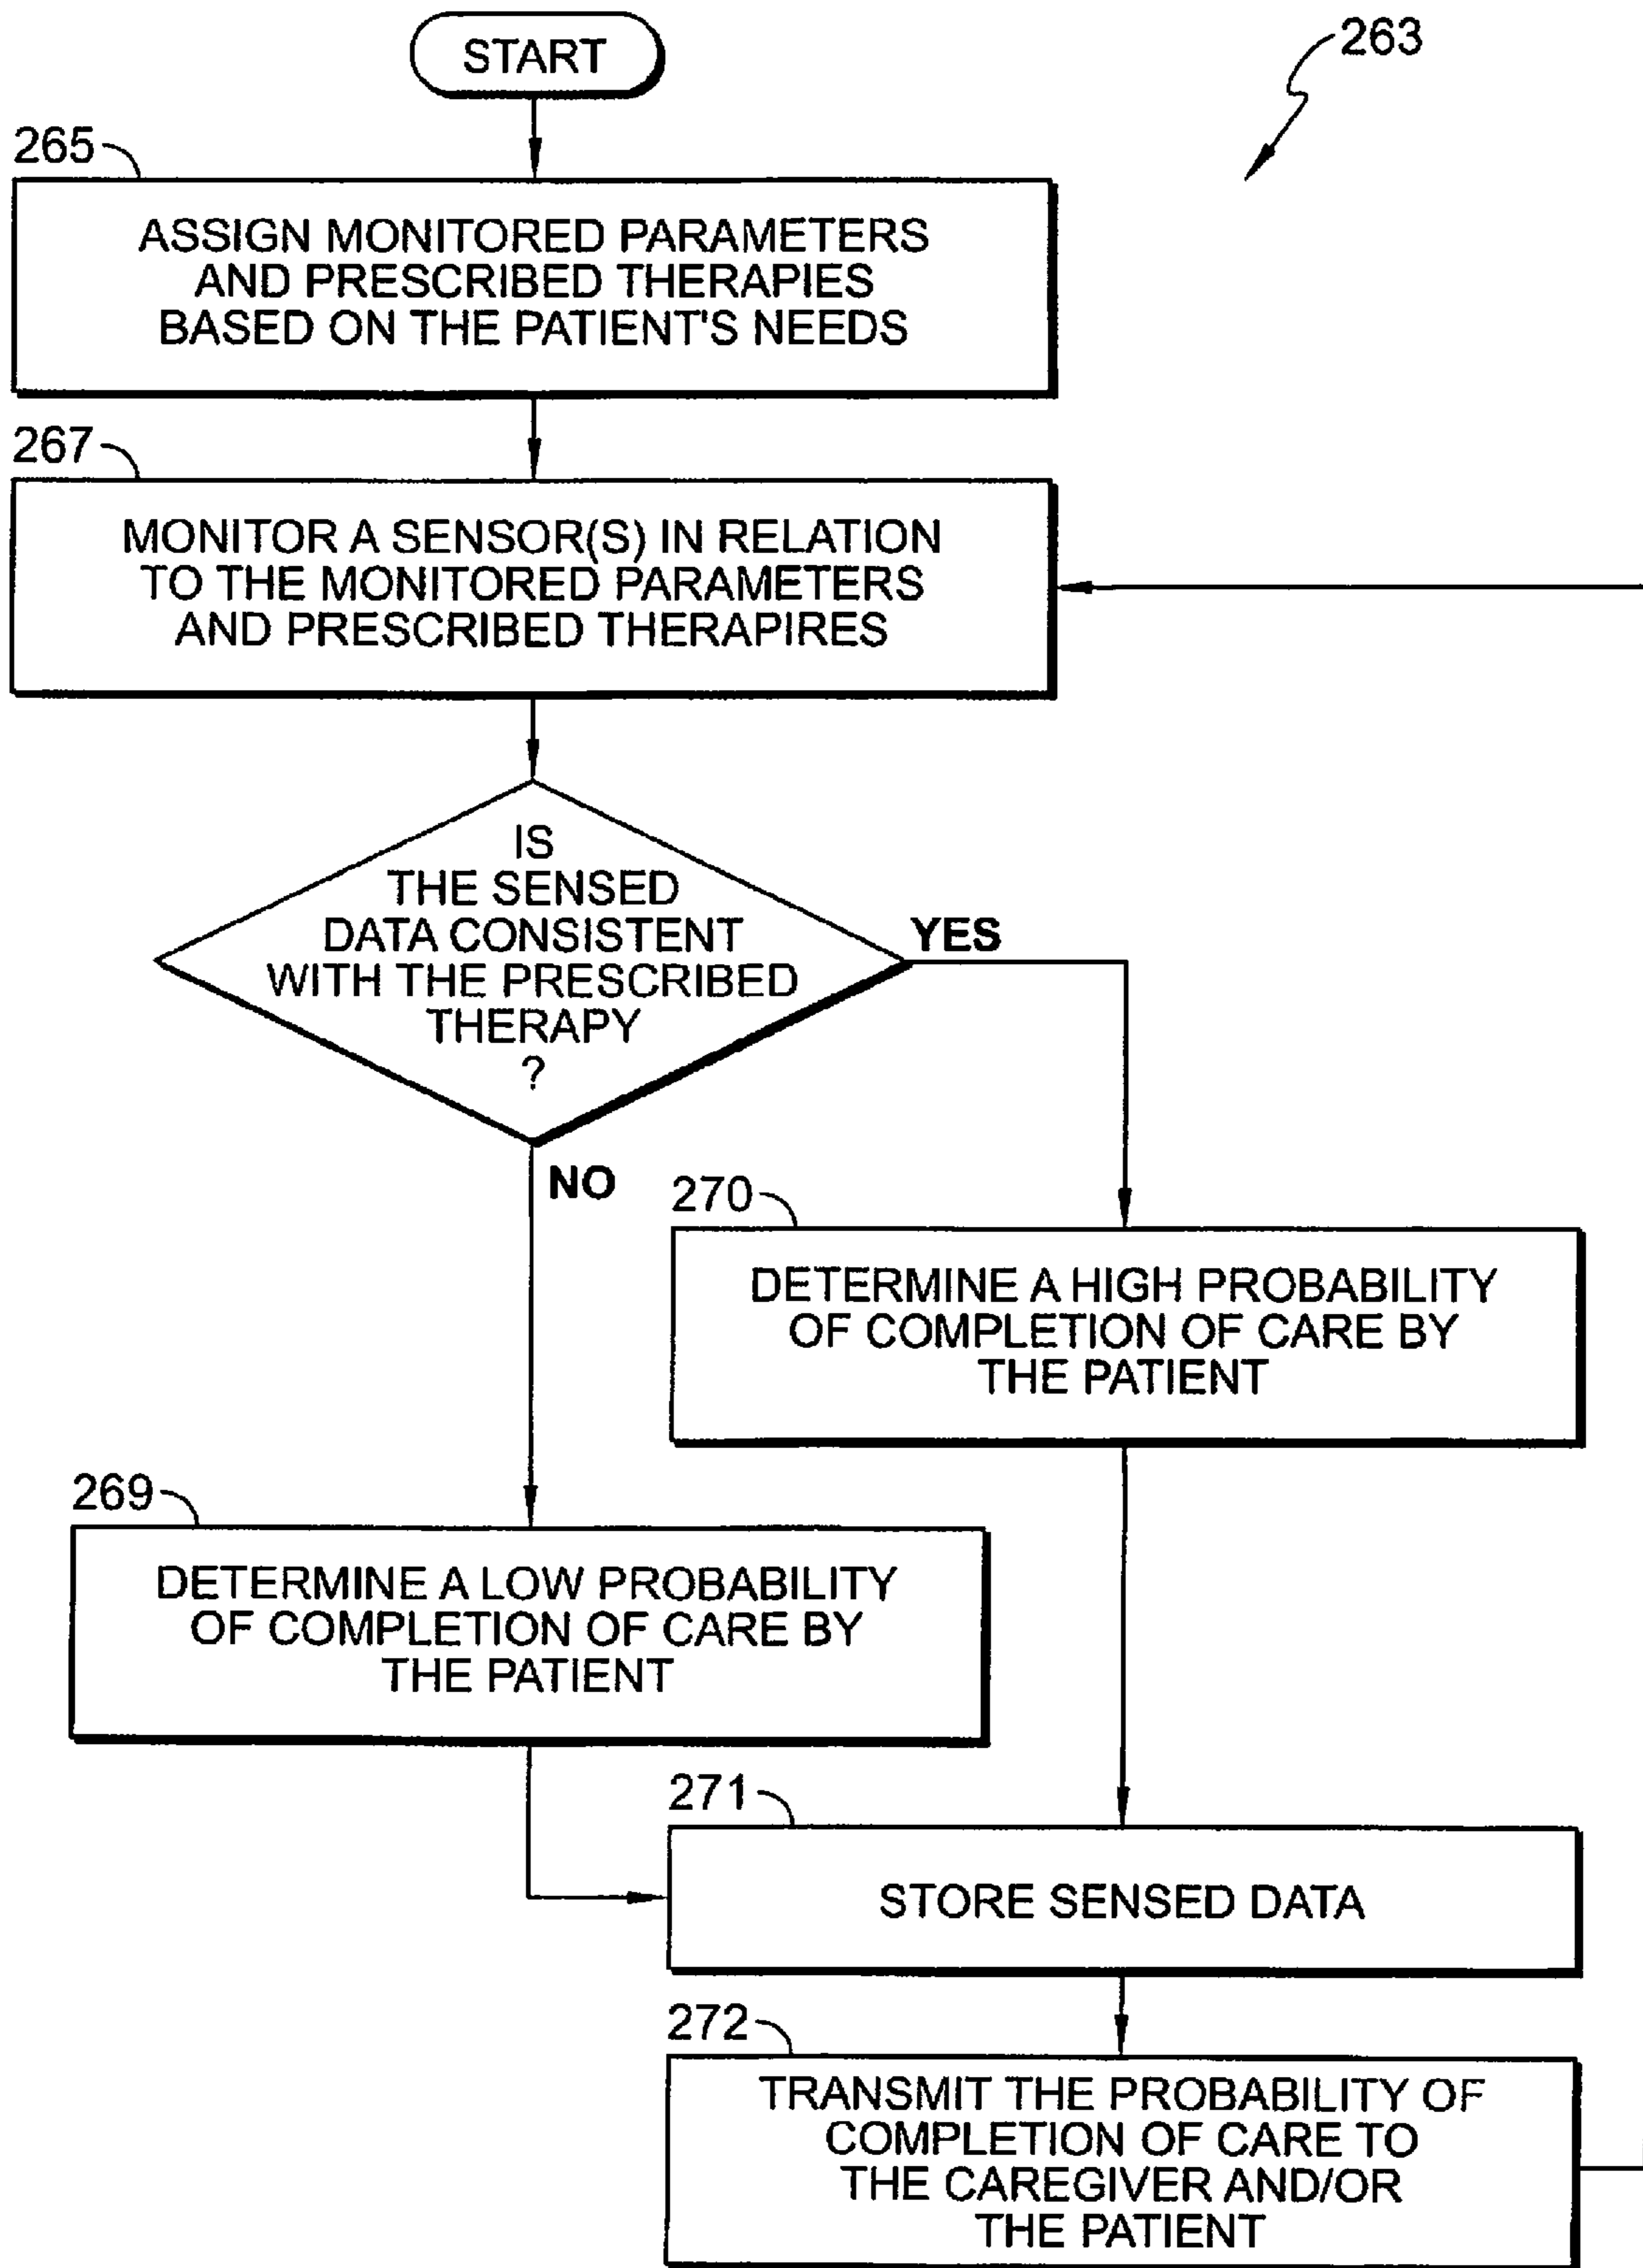 START
263
265
ASSIGN MONITORED PARAMETERS
AND PRESCRIBED THERAPIES
BASED ON THE PATIENT'S NEEDS
267
MONITOR A SENSOR(S) IN RELATION
TO THE MONITORED PARAMETERS
AND PRESCRIBED THERAPIRES
IS
THE SENSED
DATA CONSISTENT
WITH THE PRESCRIBED
THERAPY
?
YES
NO
270
DETERMINE A HIGH PROBABILITY
OF COMPLETION OF CARE BY
THE PATIENT
269
DETERMINE A LOW PROBABILITY
OF COMPLETION OF CARE BY
THE PATIENT
271
STORE SENSED DATA
272
TRANSMIT THE PROBABILITY OF
COMPLETION OF CARE TO
THE CAREGIVER AND/OR
THE PATIENT